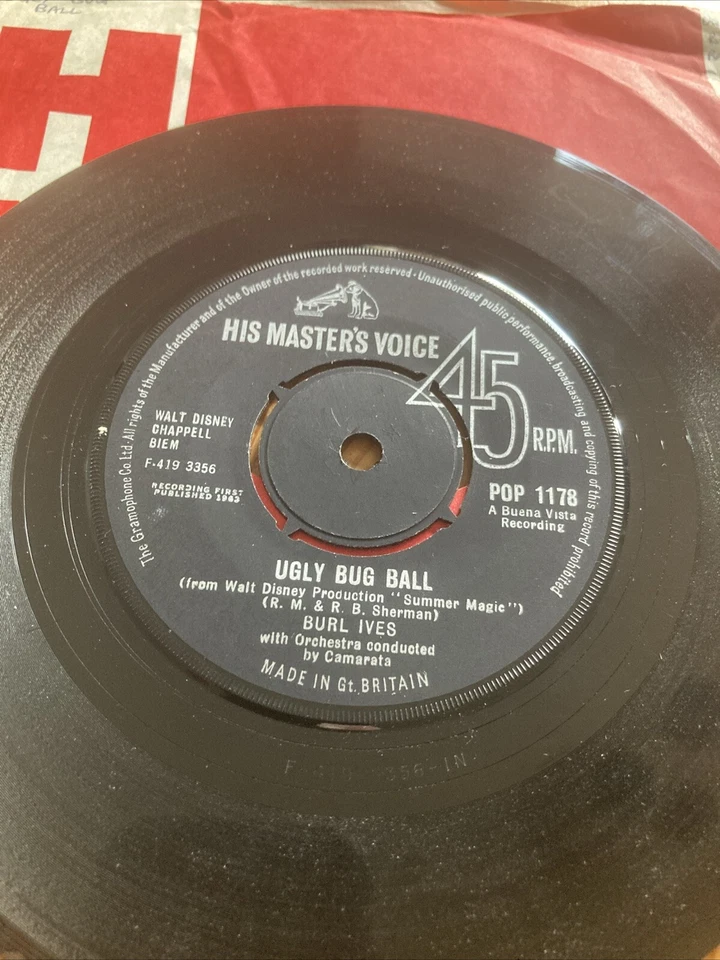 BALL
H
The Gramophone Co. Ltd · All rights of the Manufacturer and of the Owner of the recorded work reserved · Unauthorised public performance, broadcasting and copying of this record prohibited
HIS MASTER'S VOICE
45
R.P.M.
WALT DISNEY
CHAPPELL
BIEM
F·419 3356
RECORDING FIRST
PUBLISHED 1963
POP 1178
A Buena Vista
Recording
UGLY BUG BALL
(from Walt Disney Production "Summer Magic")
(R. M. & R. B. Sherman)
BURL IVES
with Orchestra conducted
by Camarata
MADE IN Gt. BRITAIN